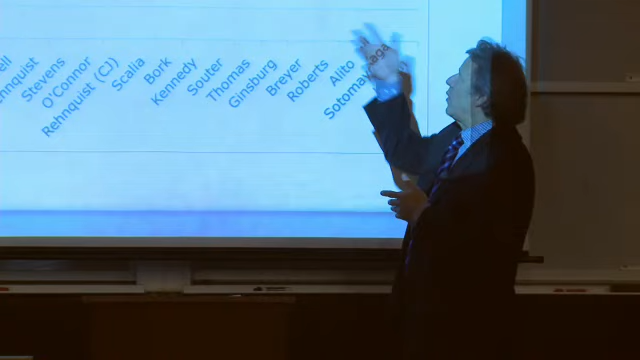 Stevens
O'Connor
Rehnquist (CJ)
Scalia
Bork
Kennedy
Souter
Thomas
Ginsburg
Breyer
Roberts
Alito